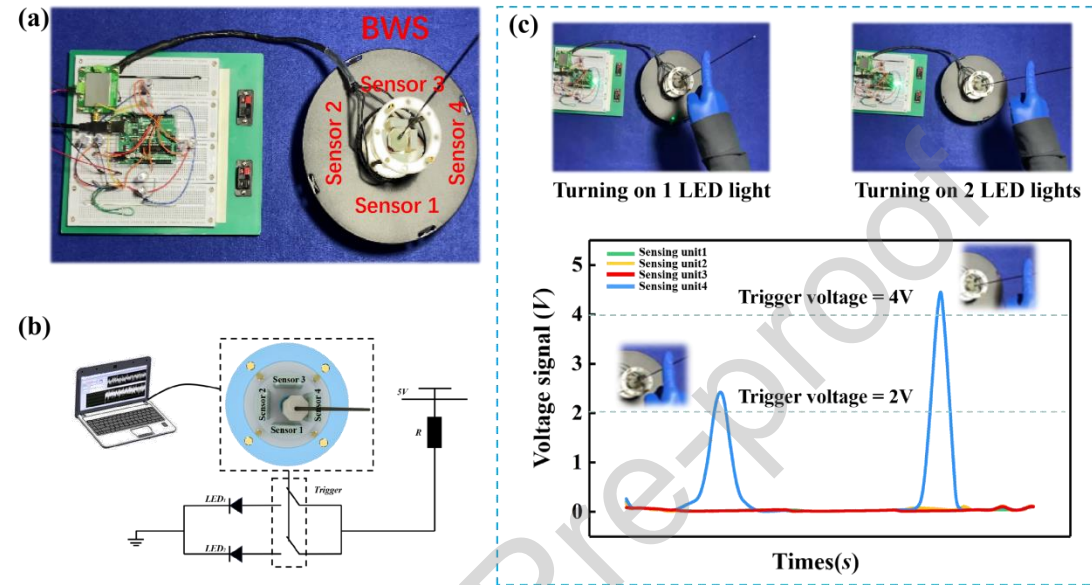 (a)
BWS
Sensor 3
Sensor 2
Sensor 4
Sensor 1
(b)
Sensor 3
Sensor 2
Sensor 4
Sensor 1
5V
R
Trigger
LED1
LED2
(c)
Turning on 1 LED light
Turning on 2 LED lights
Sensing unit1
Sensing unit2
Sensing unit3
Sensing unit4
Trigger voltage = 4V
Trigger voltage = 2V
Voltage signal (V)
5
4
3
2
1
0
Times(s)
Pre-proof